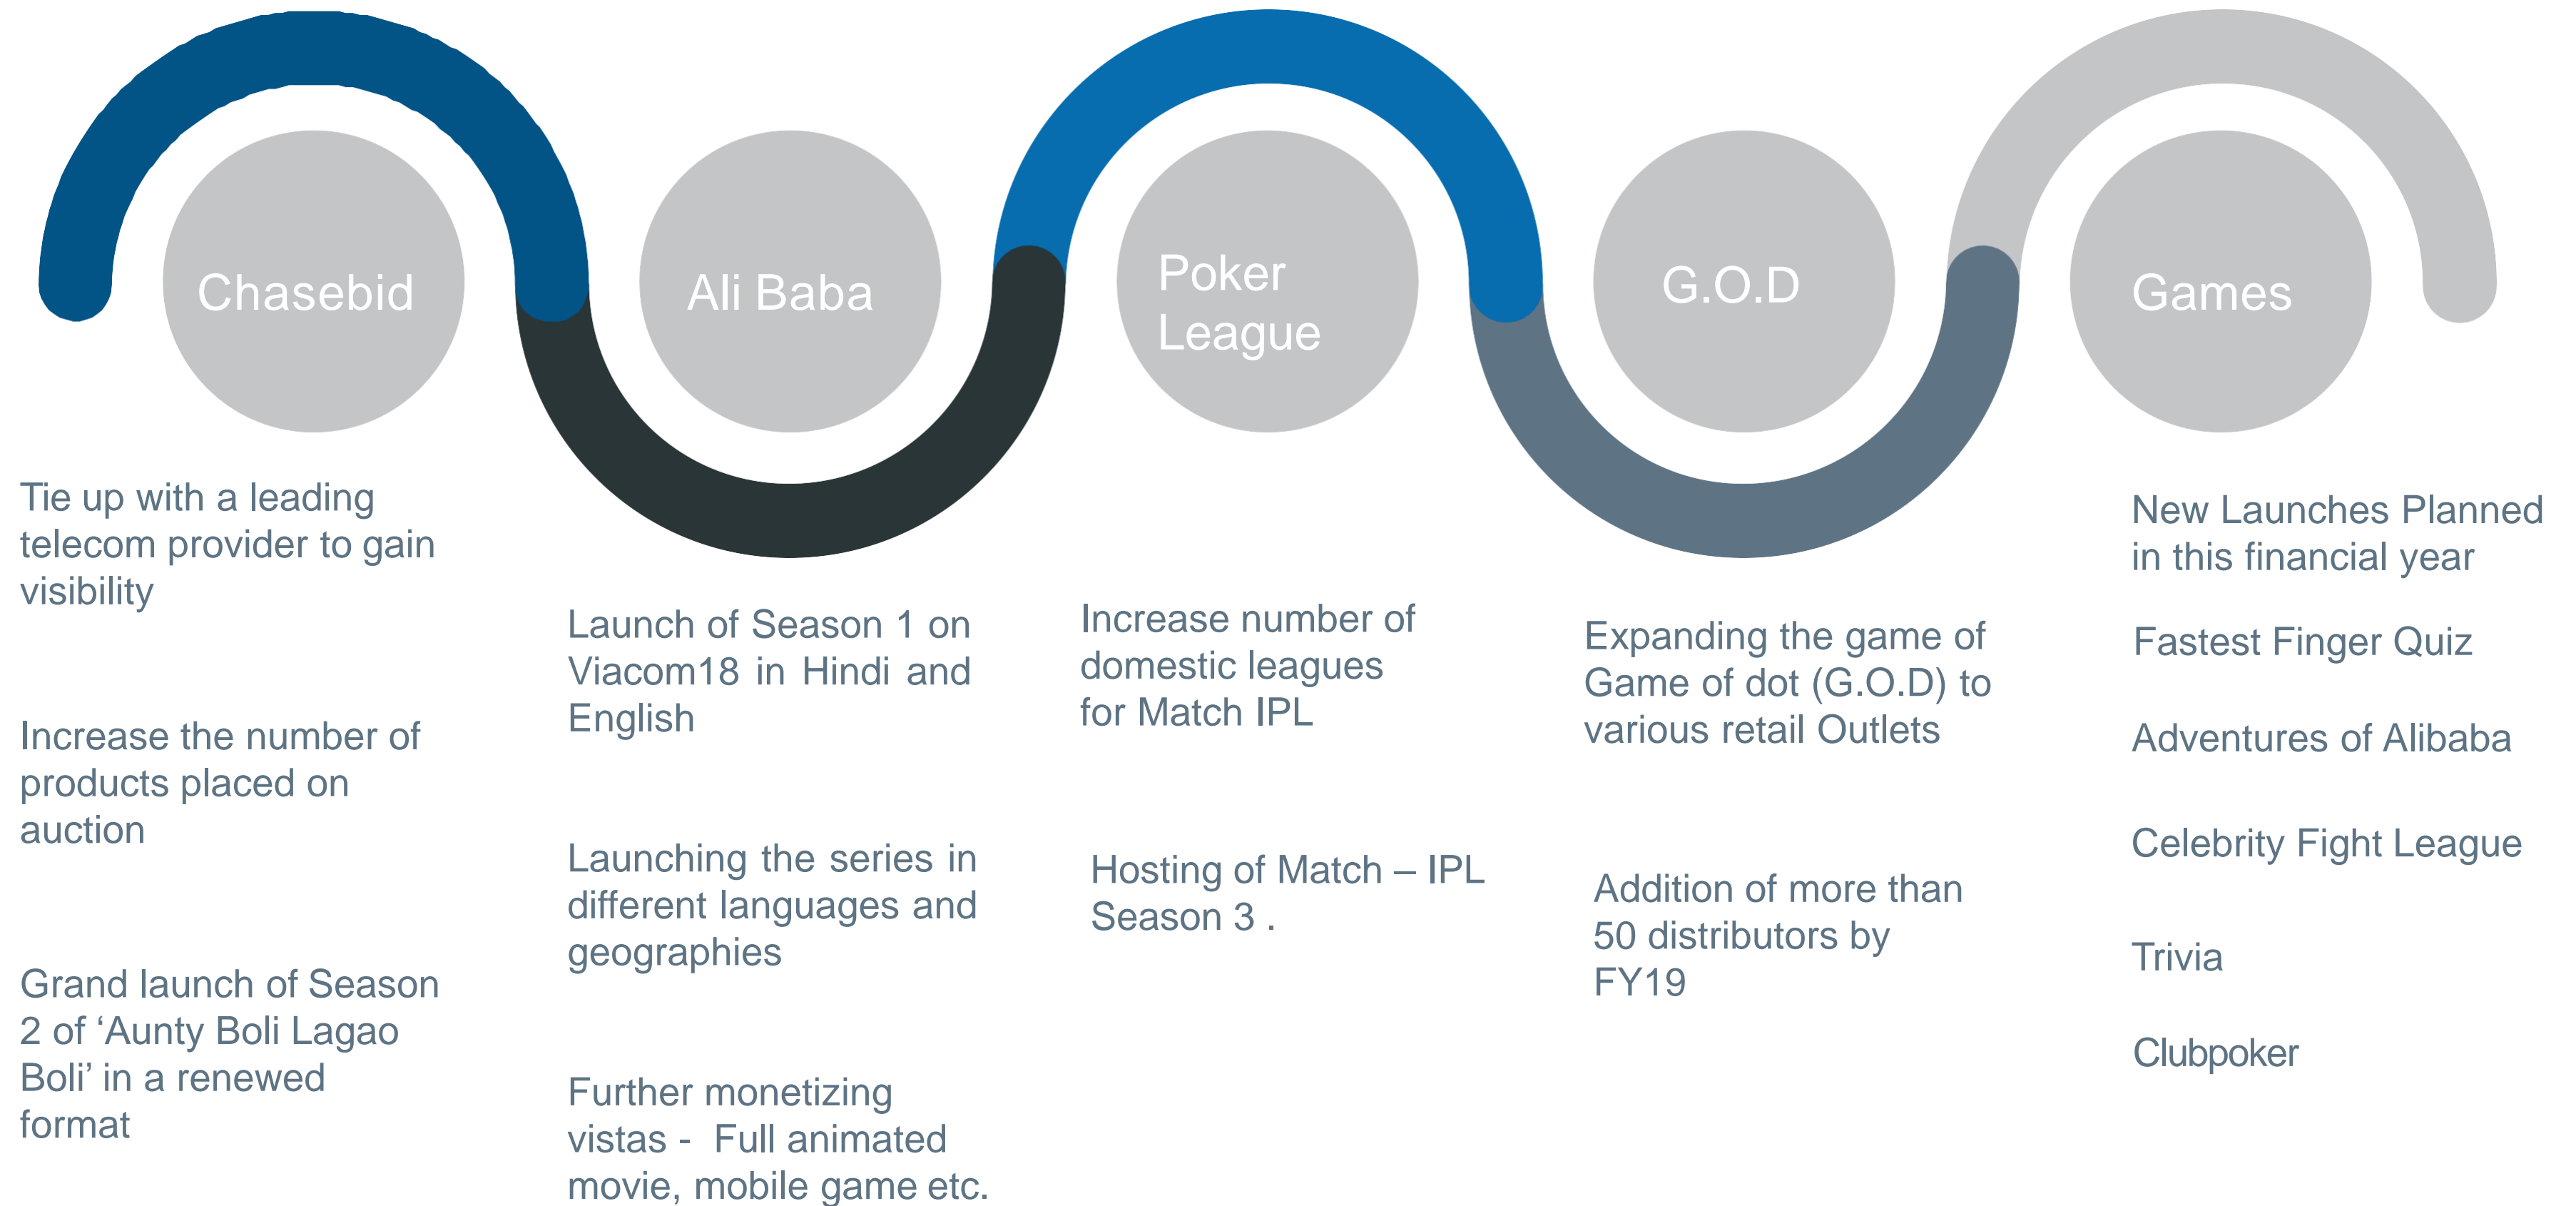 Chasebid
Ali Baba
Poker
League
G.O.D
Games
Tie up with a leading
telecom provider to gain
visibility
Increase the number of
products placed on
auction
Grand launch of Season
2 of ‘Aunty Boli Lagao
Boli’ in a renewed
format
Launch of Season 1 on
Viacom18 in Hindi and
English
Launching the series in
different languages and
geographies
Further monetizing
vistas - Full animated
movie, mobile game etc.
Increase number of
domestic leagues
for Match IPL
Hosting of Match – IPL
Season 3 .
Expanding the game of
Game of dot (G.O.D) to
various retail Outlets
Addition of more than
50 distributors by
FY19
New Launches Planned
in this financial year
Fastest Finger Quiz
Adventures of Alibaba
Celebrity Fight League
Trivia
Clubpoker